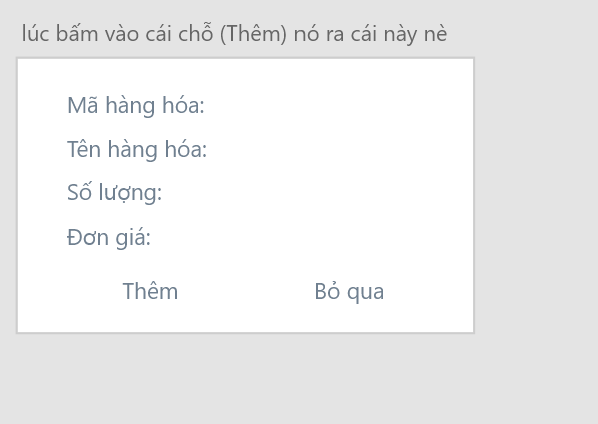 lúc bấm vào cái chỗ (Thêm) nó ra cái này nè
Mã hàng hóa:
Tên hàng hóa:
Số lượng:
Đơn giá:
Thêm Bỏ qua